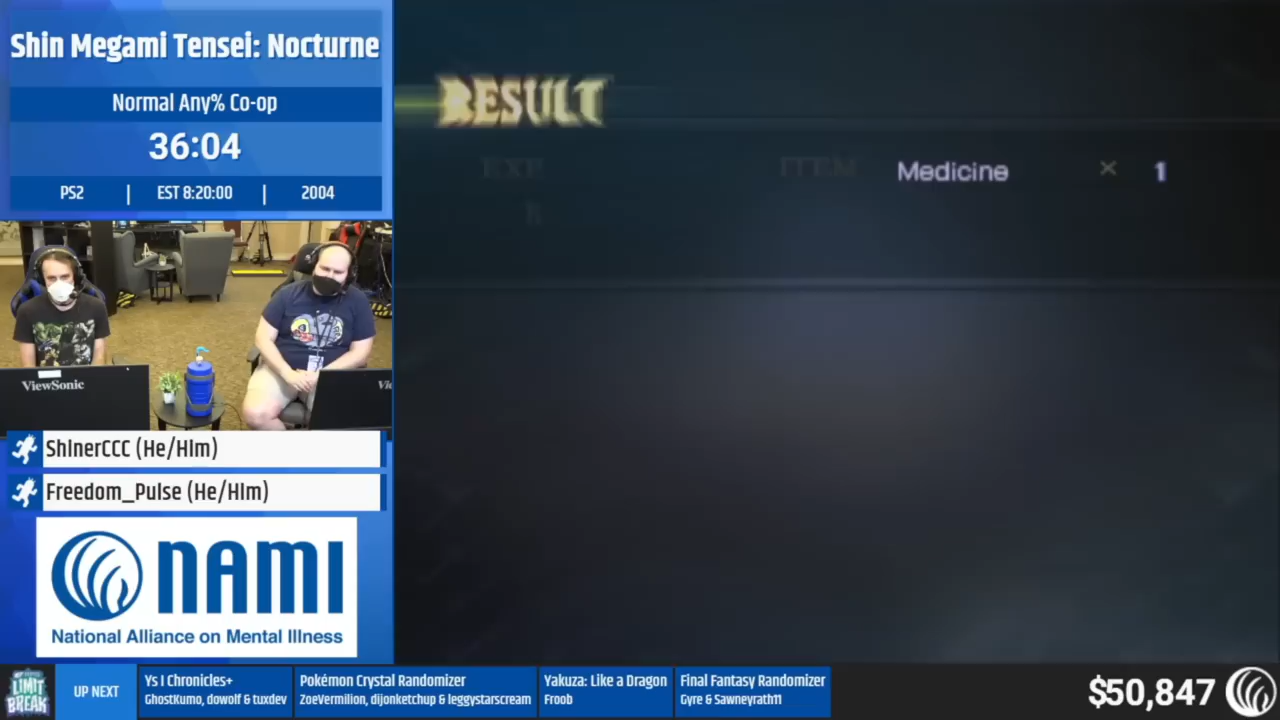 Shin Megami Tensei: Nocturne
Normal Any% Co-op
36:04
PS2 | EST 8:20:00 | 2004
RESULT
EXE ITEM Medicine × 1
ViewSonic
ShinerCCC (He/Him)
Freedom_Pulse (He/Him)
NAMI
National Alliance on Mental Illness
LIMIT
BREAK
UP NEXT
Ys I Chronicles+
GhostKumo, dowolf & tuxdev
Pokémon Crystal Randomizer
ZoeVermilion, dijonketchup & leggystarscream
Yakuza: Like a Dragon
Froob
Final Fantasy Randomizer
Gyre & Sawneyrath11
$50,847